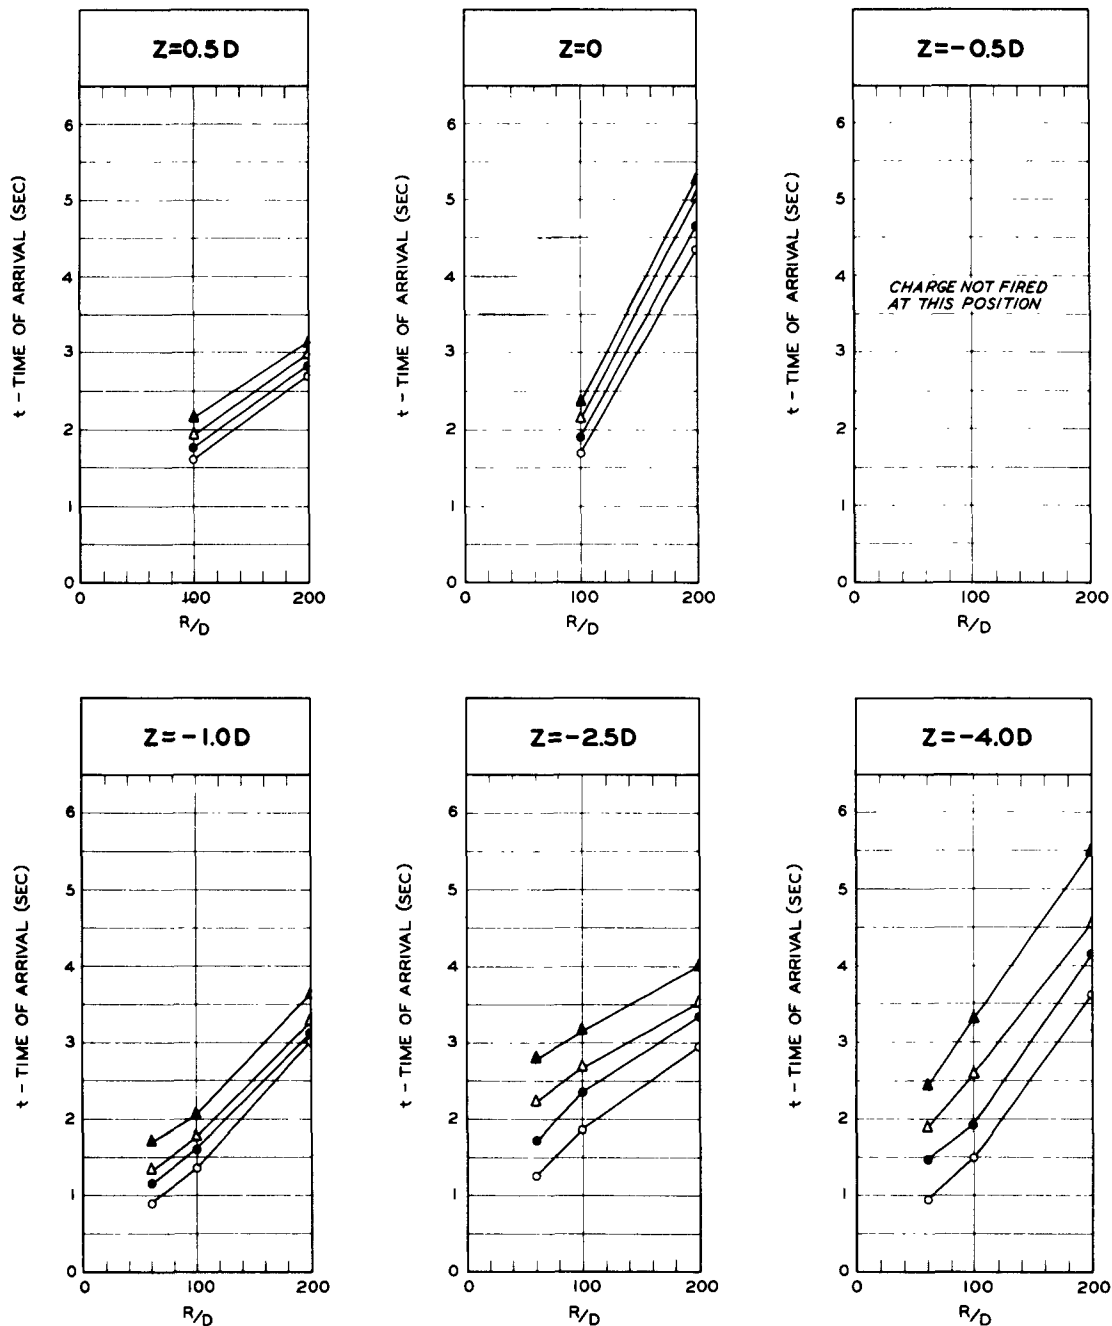 Z=0.5D
t – TIME OF ARRIVAL (SEC)
6
5
4
3
2
1
0
0 100 200
R/D
Z=0
t – TIME OF ARRIVAL (SEC)
6
5
4
3
2
1
0
0 100 200
R/D
Z=-0.5D
t – TIME OF ARRIVAL (SEC)
6
5
4
3
2
1
0
CHARGE NOT FIRED
AT THIS POSITION
0 100 200
R/D
Z=-1.0D
t – TIME OF ARRIVAL (SEC)
6
5
4
3
2
1
0
0 100 200
R/D
Z=-2.5D
t – TIME OF ARRIVAL (SEC)
6
5
4
3
2
1
0
0 100 200
R/D
Z=-4.0D
t – TIME OF ARRIVAL (SEC)
6
5
4
3
2
1
0
0 100 200
R/D